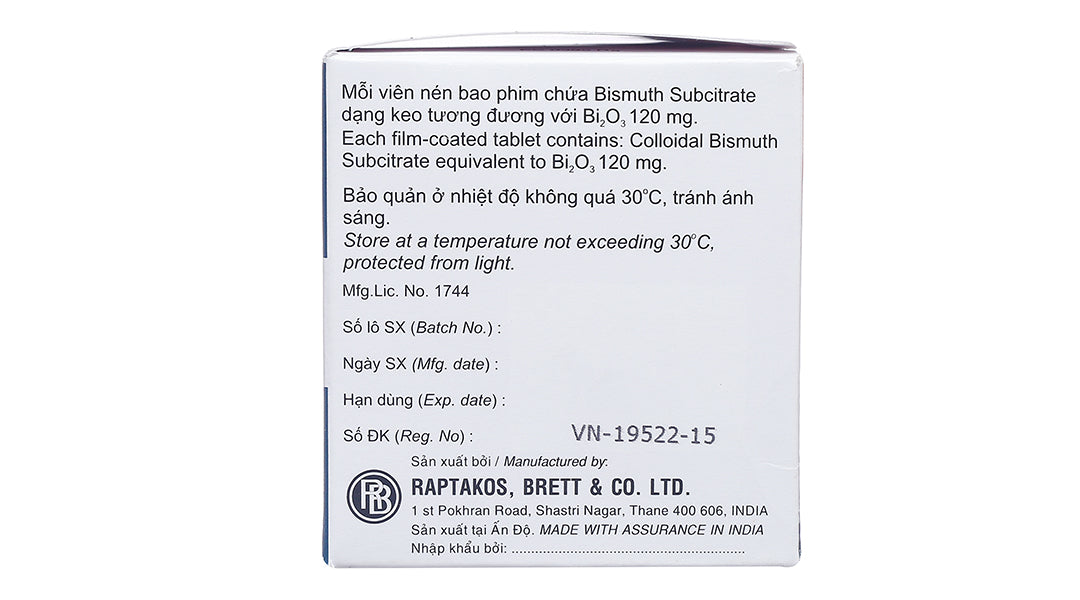 Mỗi viên nén bao phim chứa Bismuth Subcitrate
dạng keo tương đương với Bi₂O₃ 120 mg.
Each film-coated tablet contains: Colloidal Bismuth
Subcitrate equivalent to Bi₂O₃ 120 mg.
Bảo quản ở nhiệt độ không quá 30°C, tránh ánh
sáng.
Store at a temperature not exceeding 30°C,
protected from light.
Mfg.Lic. No. 1744
Số lô SX (Batch No.) :
Ngày SX (Mfg. date) :
Hạn dùng (Exp. date) :
Số ĐK (Reg. No) : VN-19522-15
Sản xuất bởi / Manufactured by:
RB
RAPTAKOS, BRETT & CO. LTD.
1 st Pokhran Road, Shastri Nagar, Thane 400 606, INDIA
Sản xuất tại Ấn Độ. MADE WITH ASSURANCE IN INDIA
Nhập khẩu bởi: ............................................................